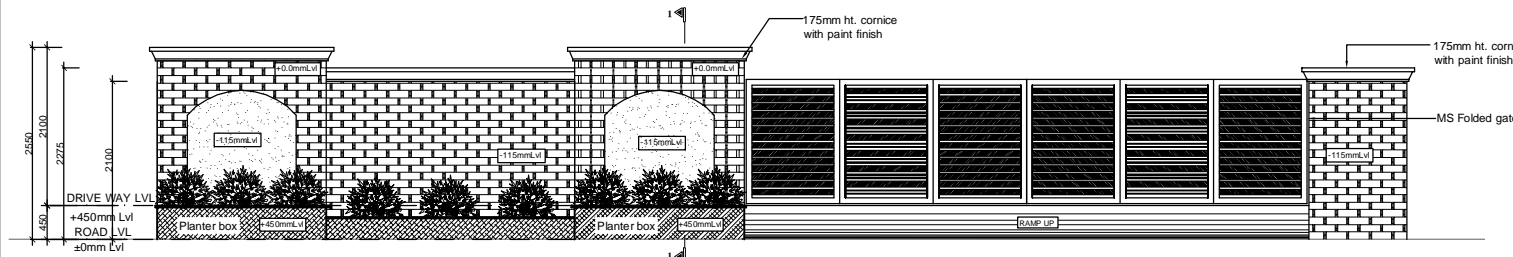 1
175mm ht. cornice
with paint finish
175mm ht. corn
with paint finish
+0.0mmLvl
+0.0mmLvl
2550
2100
2275
2100
450
MS Folded gat
-115mmLvl
-115mmLvl
-115mmLvl
-115mmLvl
DRIVE WAY LVL
+450mm Lvl
ROAD LVL
±0mm Lvl
Planter box
+450mmLvl
Planter box
+450mmLvl
RAMP UP
1